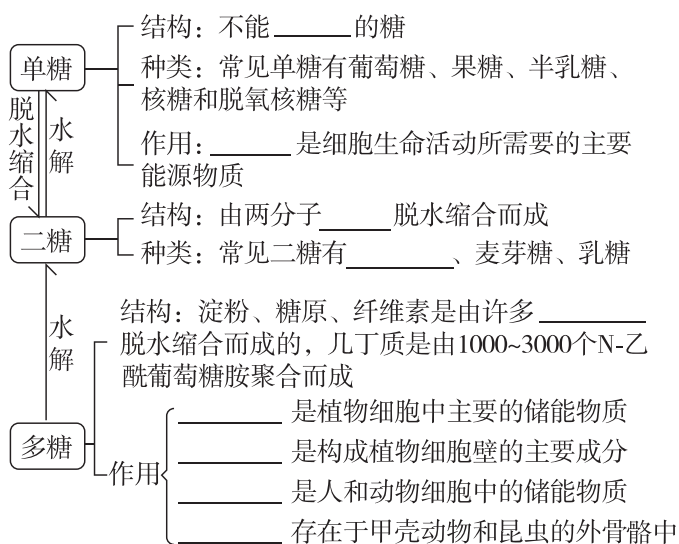 结构：不能______的糖
单糖
种类：常见单糖有葡萄糖、果糖、半乳糖、
核糖和脱氧核糖等
脱水缩合
水解
作用：______是细胞生命活动所需要的主要
能源物质
结构：由两分子______脱水缩合而成
二糖
种类：常见二糖有______、麦芽糖、乳糖
水解
结构：淀粉、糖原、纤维素是由许多______
脱水缩合而成的，几丁质是由1000~3000个N-乙
酰葡萄糖胺聚合而成
多糖
作用
______是植物细胞中主要的储能物质
______是构成植物细胞壁的主要成分
______是人和动物细胞中的储能物质
______存在于甲壳动物和昆虫的外骨骼中